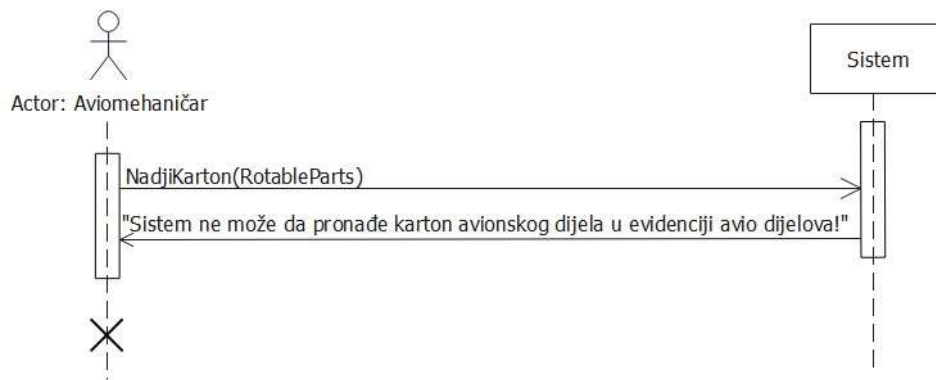 Sistem
Actor: Aviomehaničar
NadjiKarton(RotableParts)
"Sistem ne može da pronađe karton avionskog dijela u evidenciji avio dijelova!"